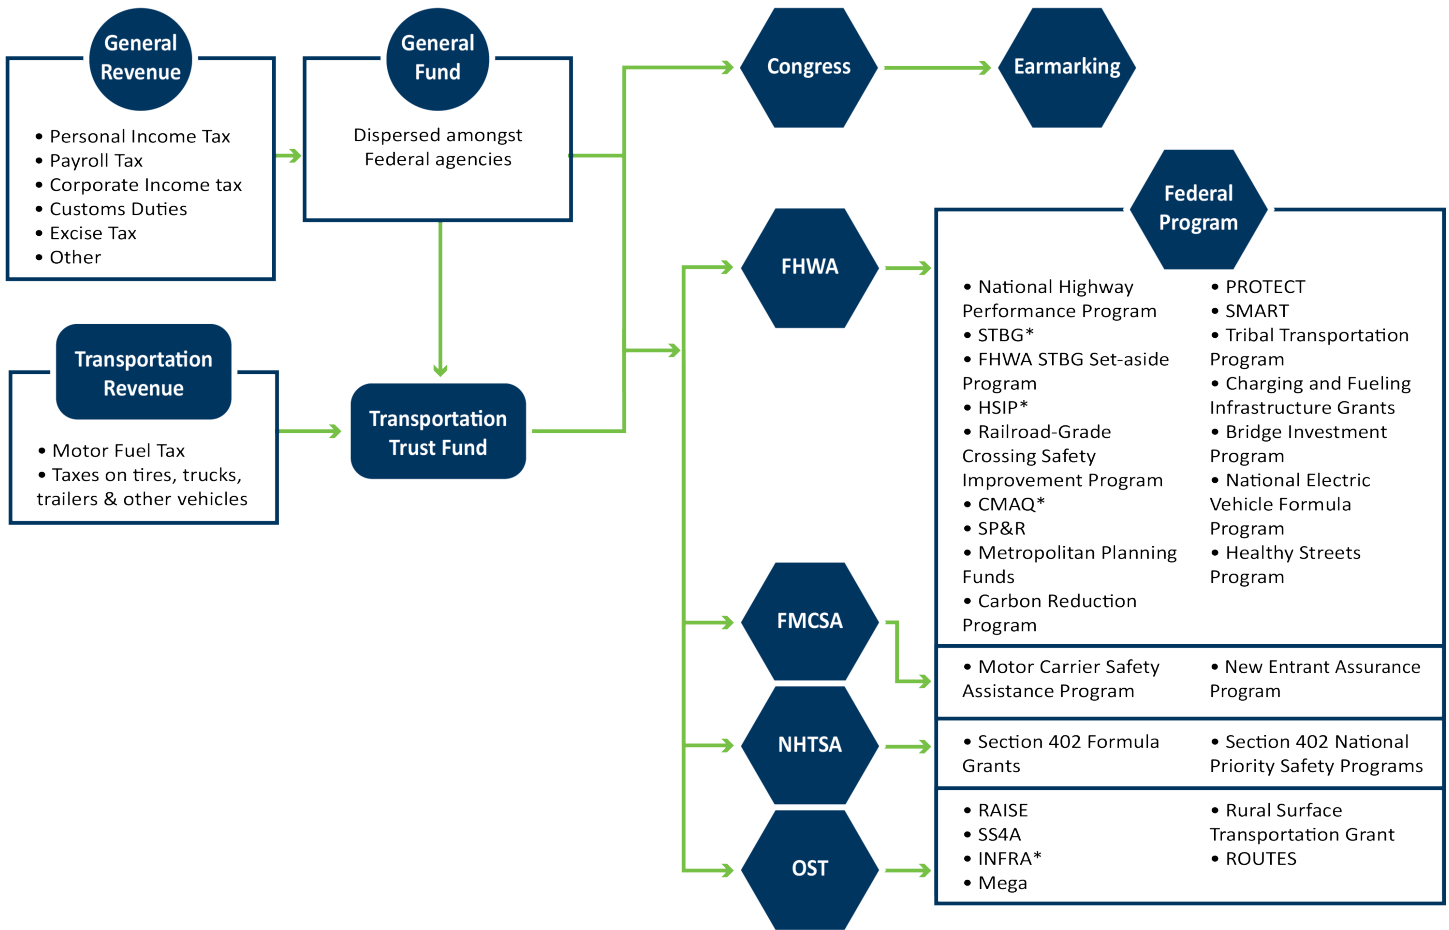 General
Revenue
• Personal Income Tax
• Payroll Tax
• Corporate Income tax
• Customs Duties
• Excise Tax
• Other
General
Fund
Dispersed amongst
Federal agencies
Transportation
Revenue
• Motor Fuel Tax
• Taxes on tires, trucks,
trailers & other vehicles
Transportation
Trust Fund
Congress
Earmarking
FHWA
FMCSA
NHTSA
OST
Federal
Program
• National Highway
Performance Program
• STBG*
• FHWA STBG Set-aside
Program
• HSIP*
• Railroad-Grade
Crossing Safety
Improvement Program
• CMAQ*
• SP&R
• Metropolitan Planning
Funds
• Carbon Reduction
Program
• PROTECT
• SMART
• Tribal Transportation
Program
• Charging and Fueling
Infrastructure Grants
• Bridge Investment
Program
• National Electric
Vehicle Formula
Program
• Healthy Streets
Program
• Motor Carrier Safety
Assistance Program
• New Entrant Assurance
Program
• Section 402 Formula
Grants
• Section 402 National
Priority Safety Programs
• RAISE
• SS4A
• INFRA*
• Mega
• Rural Surface
Transportation Grant
• ROUTES